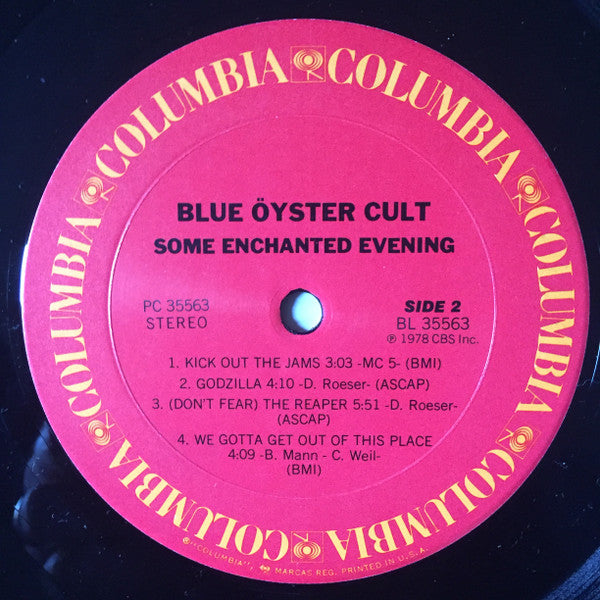 COLUMBIA COLUMBIA COLUMBIA COLUMBIA COLUMBIA COLUMBIA COLUMBIA COLUMBIA
BLUE ÖYSTER CULT
SOME ENCHANTED EVENING
PC 35563
STEREO
SIDE 2
BL 35563
℗ 1978 CBS Inc.
1. KICK OUT THE JAMS 3:03 -MC 5- (BMI)
2. GODZILLA 4:10 -D. Roeser- (ASCAP)
3. (DON'T FEAR) THE REAPER 5:51 -D. Roeser-
(ASCAP)
4. WE GOTTA GET OUT OF THIS PLACE
4:09 -B. Mann - C. Weil-
(BMI)
"COLUMBIA", MARCAS REG. PRINTED IN U.S.A.